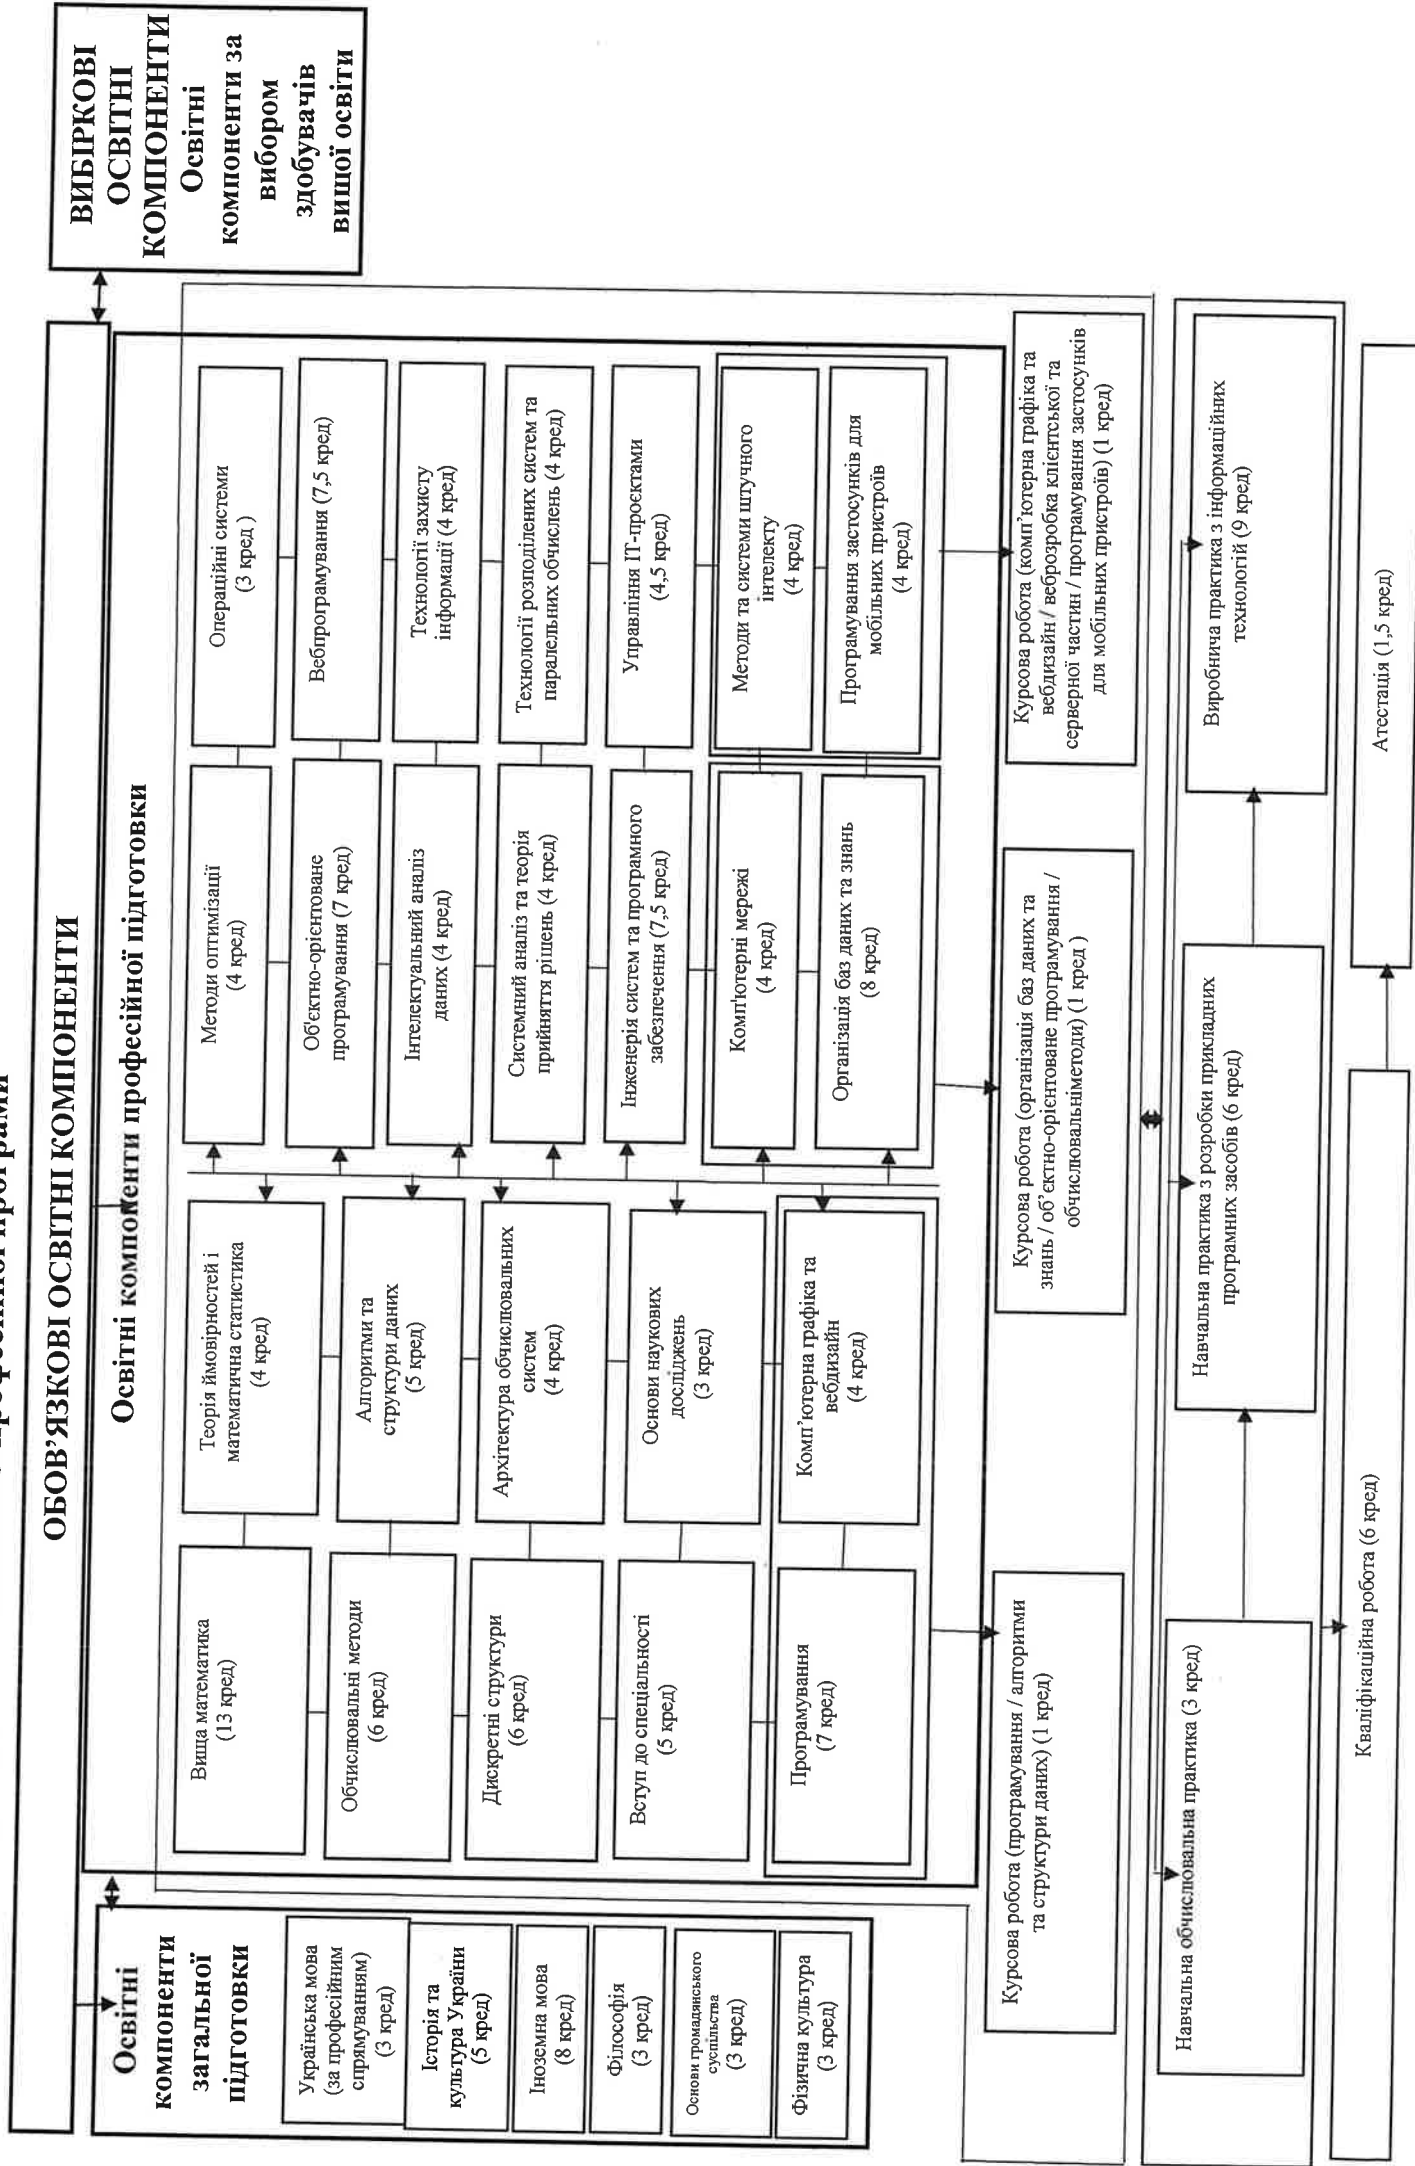 ОБОВ’ЯЗКОВІ ОСВІТНІ КОМПОНЕНТИ
ВИБІРКОВІ
ОСВІТНІ
КОМПОНЕНТИ
Освітні
компоненти за
вибором
здобувачів
вищої освіти
Освітні
компоненти
загальної
підготовки
Українська мова
(за професійним
спрямуванням)
(3 кред)
Історія та
культура України
(5 кред)
Іноземна мова
(8 кред)
Філософія
(3 кред)
Основи громадянського
суспільства
(3 кред)
Фізична культура
(3 кред)
Освітні компоненти професійної підготовки
Вища математика
(13 кред)
Теорія ймовірностей і
математична статистика
(4 кред)
Методи оптимізації
(4 кред)
Операційні системи
(3 кред )
Обчислювальні методи
(6 кред)
Алгоритми та
структури даних
(5 кред)
Об'єктно-орієнтоване
програмування (7 кред)
Вебпрограмування (7,5 кред)
Дискретні структури
(6 кред)
Архітектура обчислювальних
систем
(4 кред)
Інтелектуальний аналіз
даних (4 кред)
Технології захисту
інформації (4 кред)
Вступ до спеціальності
(5 кред)
Основи наукових
досліджень
(3 кред)
Системний аналіз та теорія
прийняття рішень (4 кред)
Технології розподілених систем та
паралельних обчислень (4 кред)
Інженерія систем та програмного
забезпечення (7,5 кред)
Управління ІТ-проєктами
(4,5 кред)
Програмування
(7 кред)
Комп’ютерна графіка та
вебдизайн
(4 кред)
Комп'ютерні мережі
(4 кред)
Методи та системи штучного
інтелекту
(4 кред)
Організація баз даних та знань
(8 кред)
Програмування застосунків для
мобільних пристроїв
(4 кред)
Курсова робота (програмування / алгоритми
та структури даних) (1 кред)
Курсова робота (організація баз даних та
знань / об’єктно-орієнтоване програмування /
обчислювальніметоди) (1 кред )
Курсова робота (комп’ютерна графіка та
вебдизайн / веброзробка клієнтської та
серверної частин / програмування застосунків
для мобільних пристроїв) (1 кред)
Навчальна обчислювальна практика (3 кред)
Навчальна практика з розробки прикладних
програмних засобів (6 кред)
Виробнича практика з інформаційних
технологій (9 кред)
Кваліфікаційна робота (6 кред)
Атестація (1,5 кред)